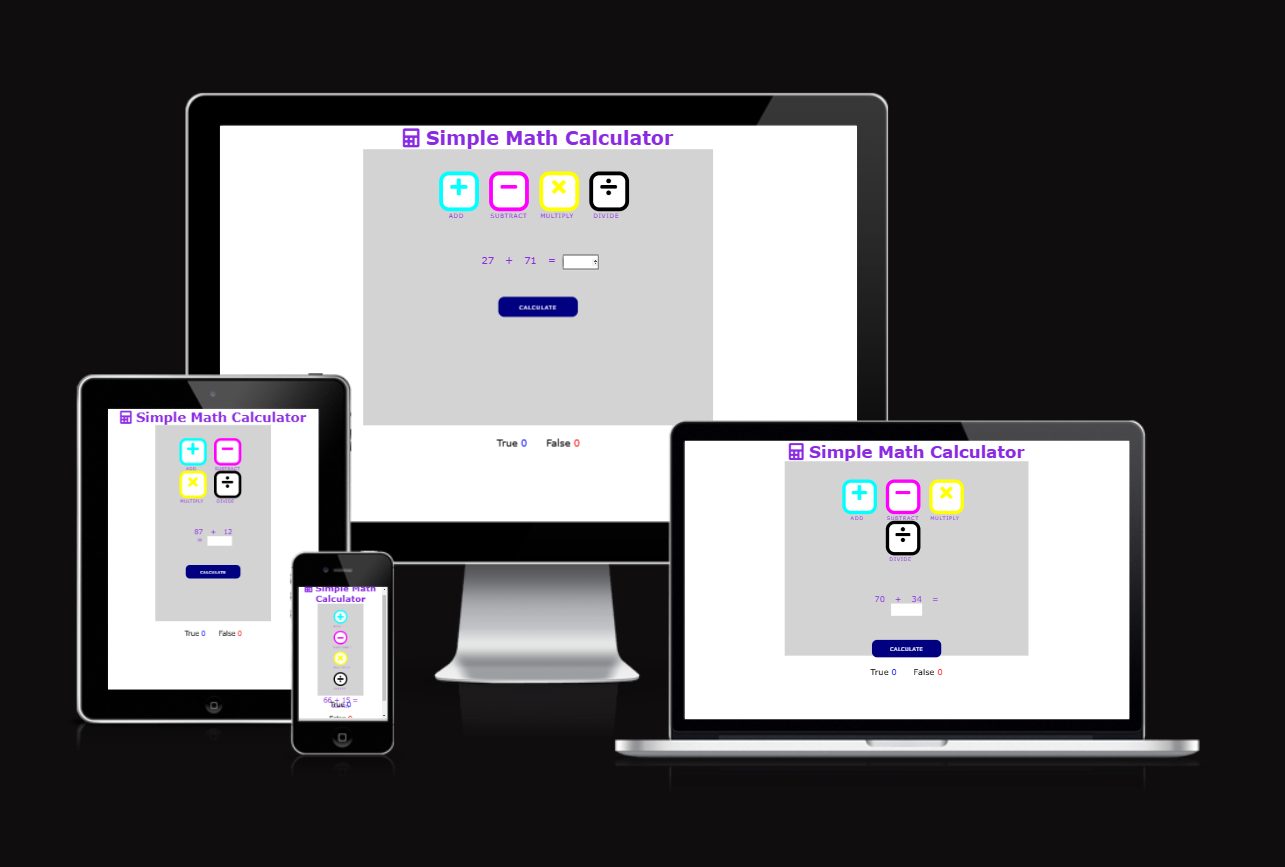 Simple Math Calculator
ADD SUBTRACT MULTIPLY DIVIDE
27 + 71 =
CALCULATE
True 0 False 0
Simple Math Calculator
ADD SUBTRACT
MULTIPLY DIVIDE
87 + 12
=
CALCULATE
True 0 False 0
Simple Math
Calculator
66 + 15 =
True 0
False 0
Simple Math Calculator
ADD SUBTRACT MULTIPLY
DIVIDE
70 + 34 =
CALCULATE
True 0 False 0